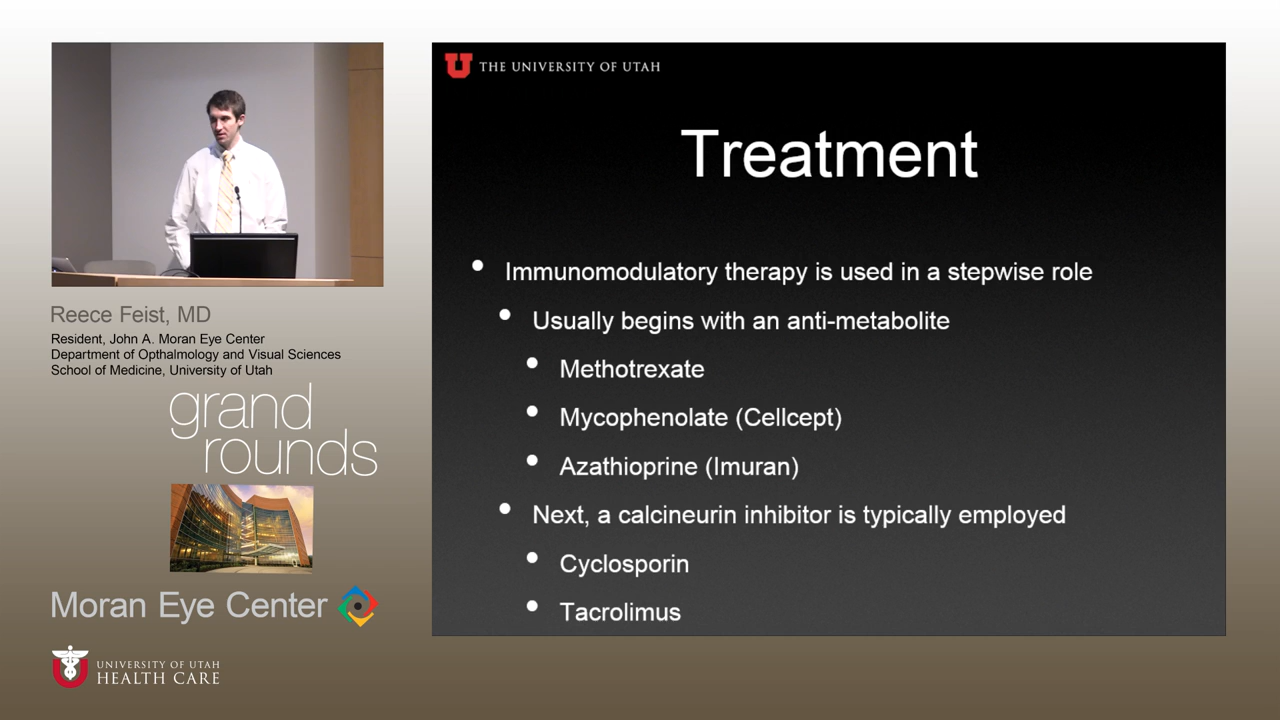 Reece Feist, MD
Resident, John A. Moran Eye Center
Department of Opthalmology and Visual Sciences
School of Medicine, University of Utah
grand
rounds
Moran Eye Center
UNIVERSITY OF UTAH
HEALTH CARE
U THE UNIVERSITY OF UTAH
Treatment
• Immunomodulatory therapy is used in a stepwise role
• Usually begins with an anti-metabolite
• Methotrexate
• Mycophenolate (Cellcept)
• Azathioprine (Imuran)
• Next, a calcineurin inhibitor is typically employed
• Cyclosporin
• Tacrolimus